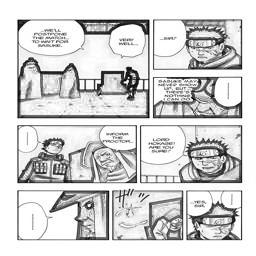 WE'LL
POSTPONE
THE MATCH...
TO WAIT FOR
SASUKE.
VERY
WELL...
...SIR?
SASUKE MAY
NEVER SHOW
UP, BUT...
THERE'S
NOTHING
I CAN DO.
INFORM
THE
PROCTOR...
LORD
HOKAGE!
ARE YOU
SURE?
...YES,
SIR.